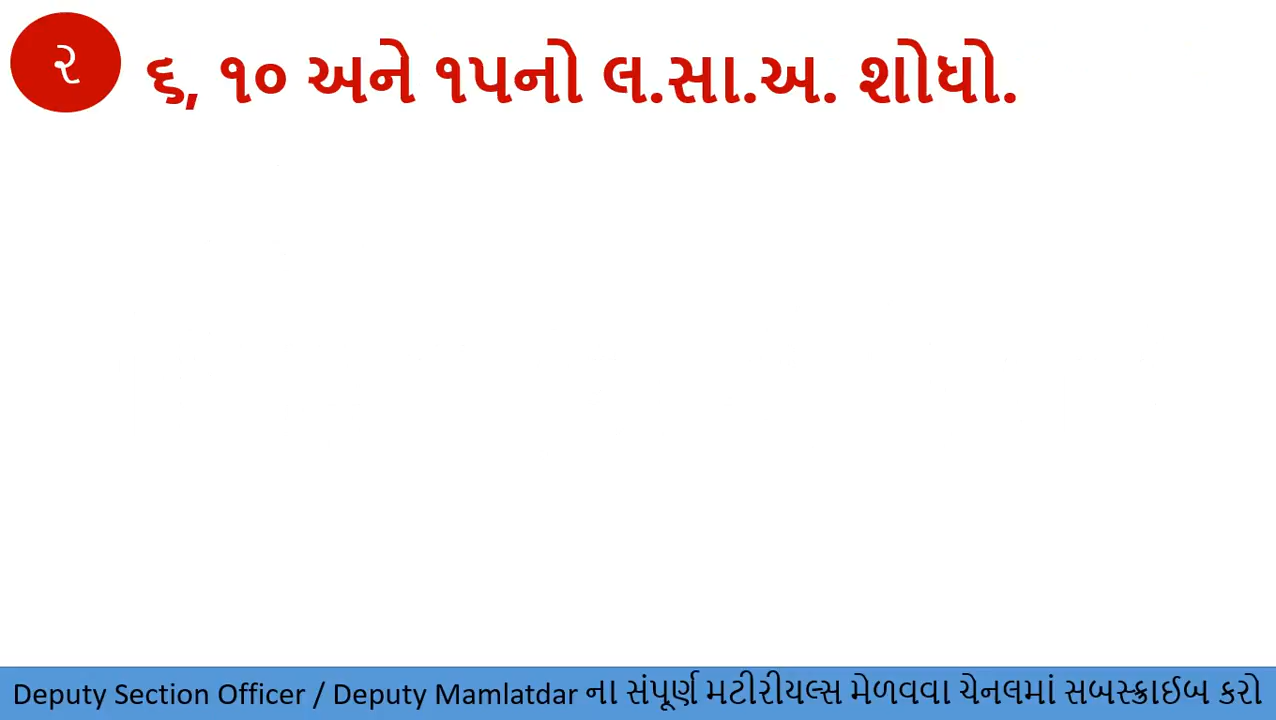 ૨
૬, ૧૦ અને ૧૫નો લ.સા.અ. શોધો.
Deputy Section Officer / Deputy Mamlatdar ના સંપૂર્ણ મટીરીયલ્સ મેળવવા ચેનલમાં સબસ્ક્રાઈબ કરો